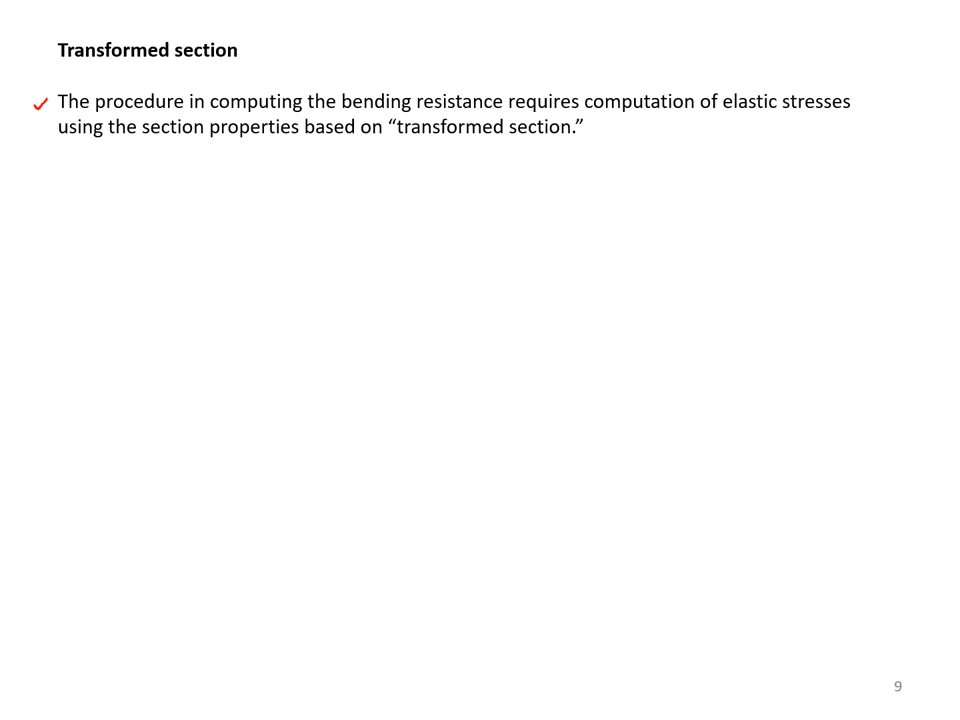 Transformed section
The procedure in computing the bending resistance requires computation of elastic stresses
using the section properties based on “transformed section.”
9